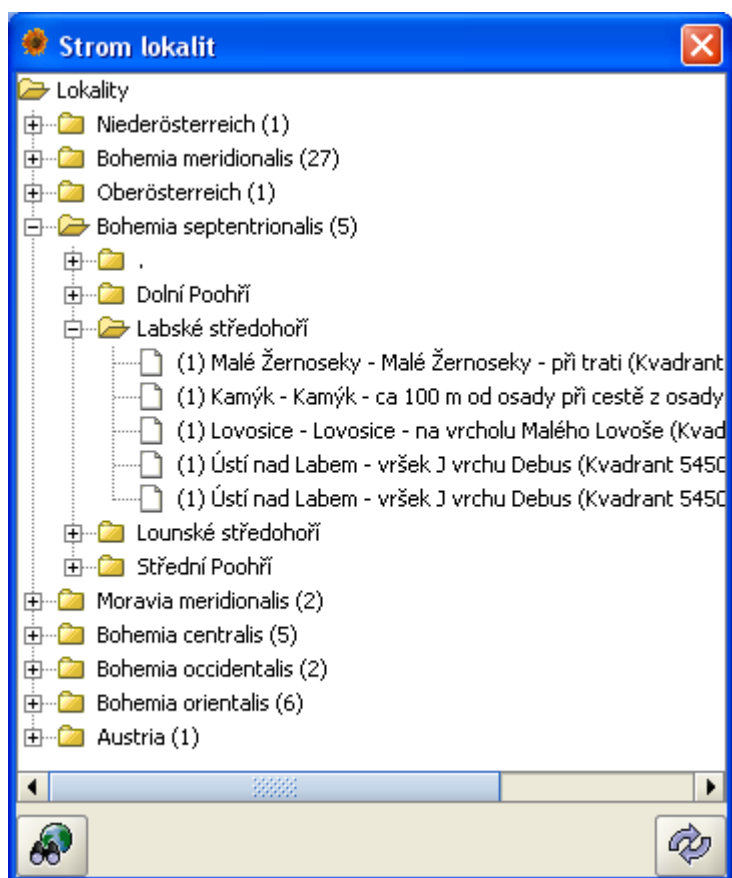 Strom lokalit
Lokality
Niederösterreich (1)
Bohemia meridionalis (27)
Oberösterreich (1)
Bohemia septentrionalis (5)
.
Dolní Poohří
Labské středohoří
(1) Malé Žernoseky - Malé Žernoseky - při trati (Kvadrant
(1) Kamýk - Kamýk - ca 100 m od osady při cestě z osady
(1) Lovosice - Lovosice - na vrcholu Malého Lovoše (Kvad
(1) Ústí nad Labem - vršek J vrchu Debus (Kvadrant 5450
(1) Ústí nad Labem - vršek J vrchu Debus (Kvadrant 5450
Lounské středohoří
Střední Poohří
Moravia meridionalis (2)
Bohemia centralis (5)
Bohemia occidentalis (2)
Bohemia orientalis (6)
Austria (1)